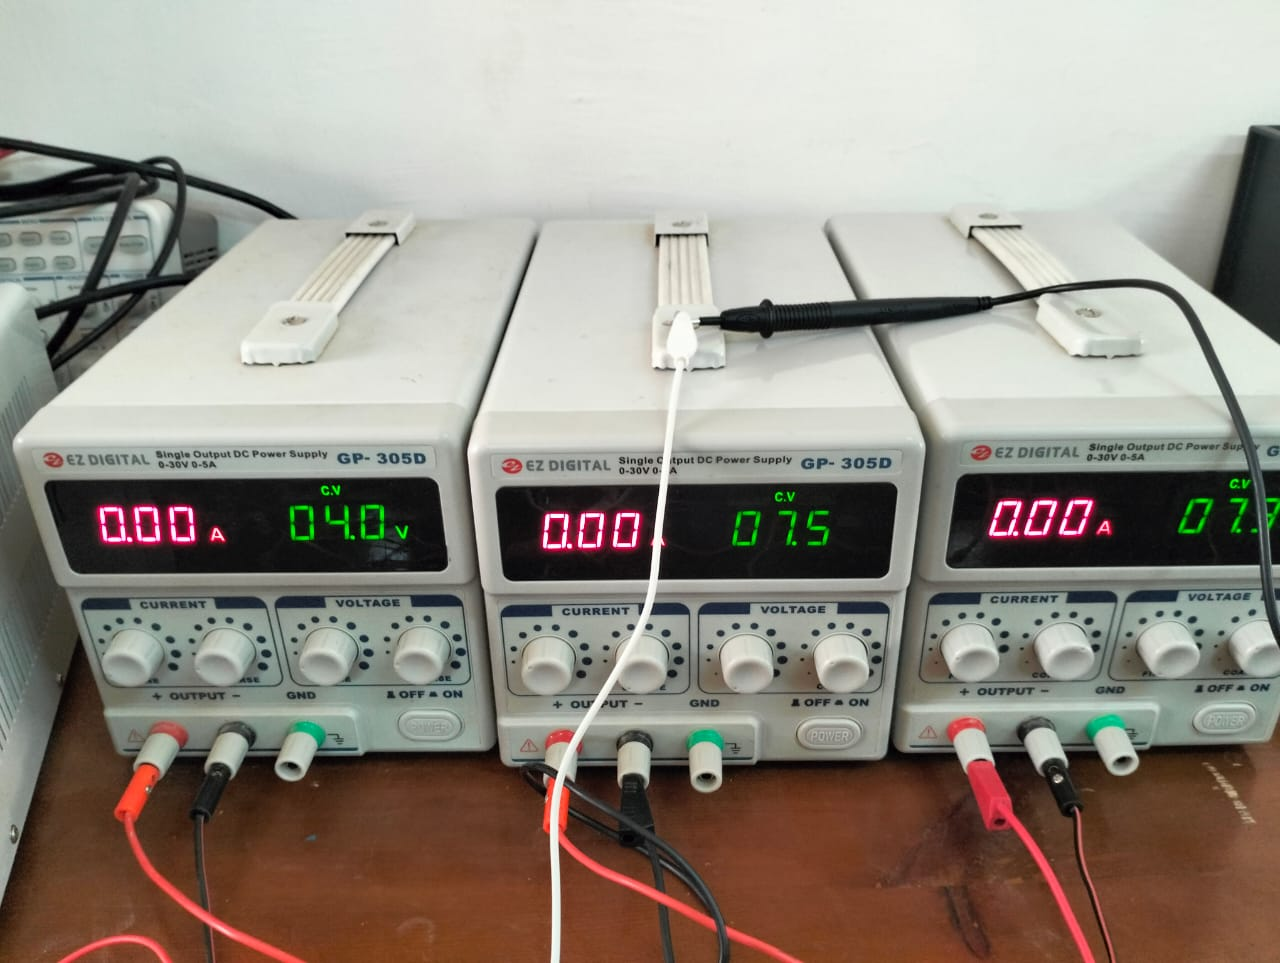 EZ DIGITAL Single Output DC Power Supply GP- 305D
0-30V 0-5A
C.V
0.00 A 04.0 V
CURRENT VOLTAGE
+ OUTPUT − GND OFF ON
POWER
EZ DIGITAL Single Output DC Power Supply GP- 305D
0-30V
C.V
0.00 07.5
CURRENT VOLTAGE
+ OUTPUT − GND OFF ON
POWER
EZ DIGITAL Single Output DC Power Supply
0-30V 0-5A
C.V
0.00 A
CURRENT VOLTAGE
+ OUTPUT − GND OFF ON
POWER